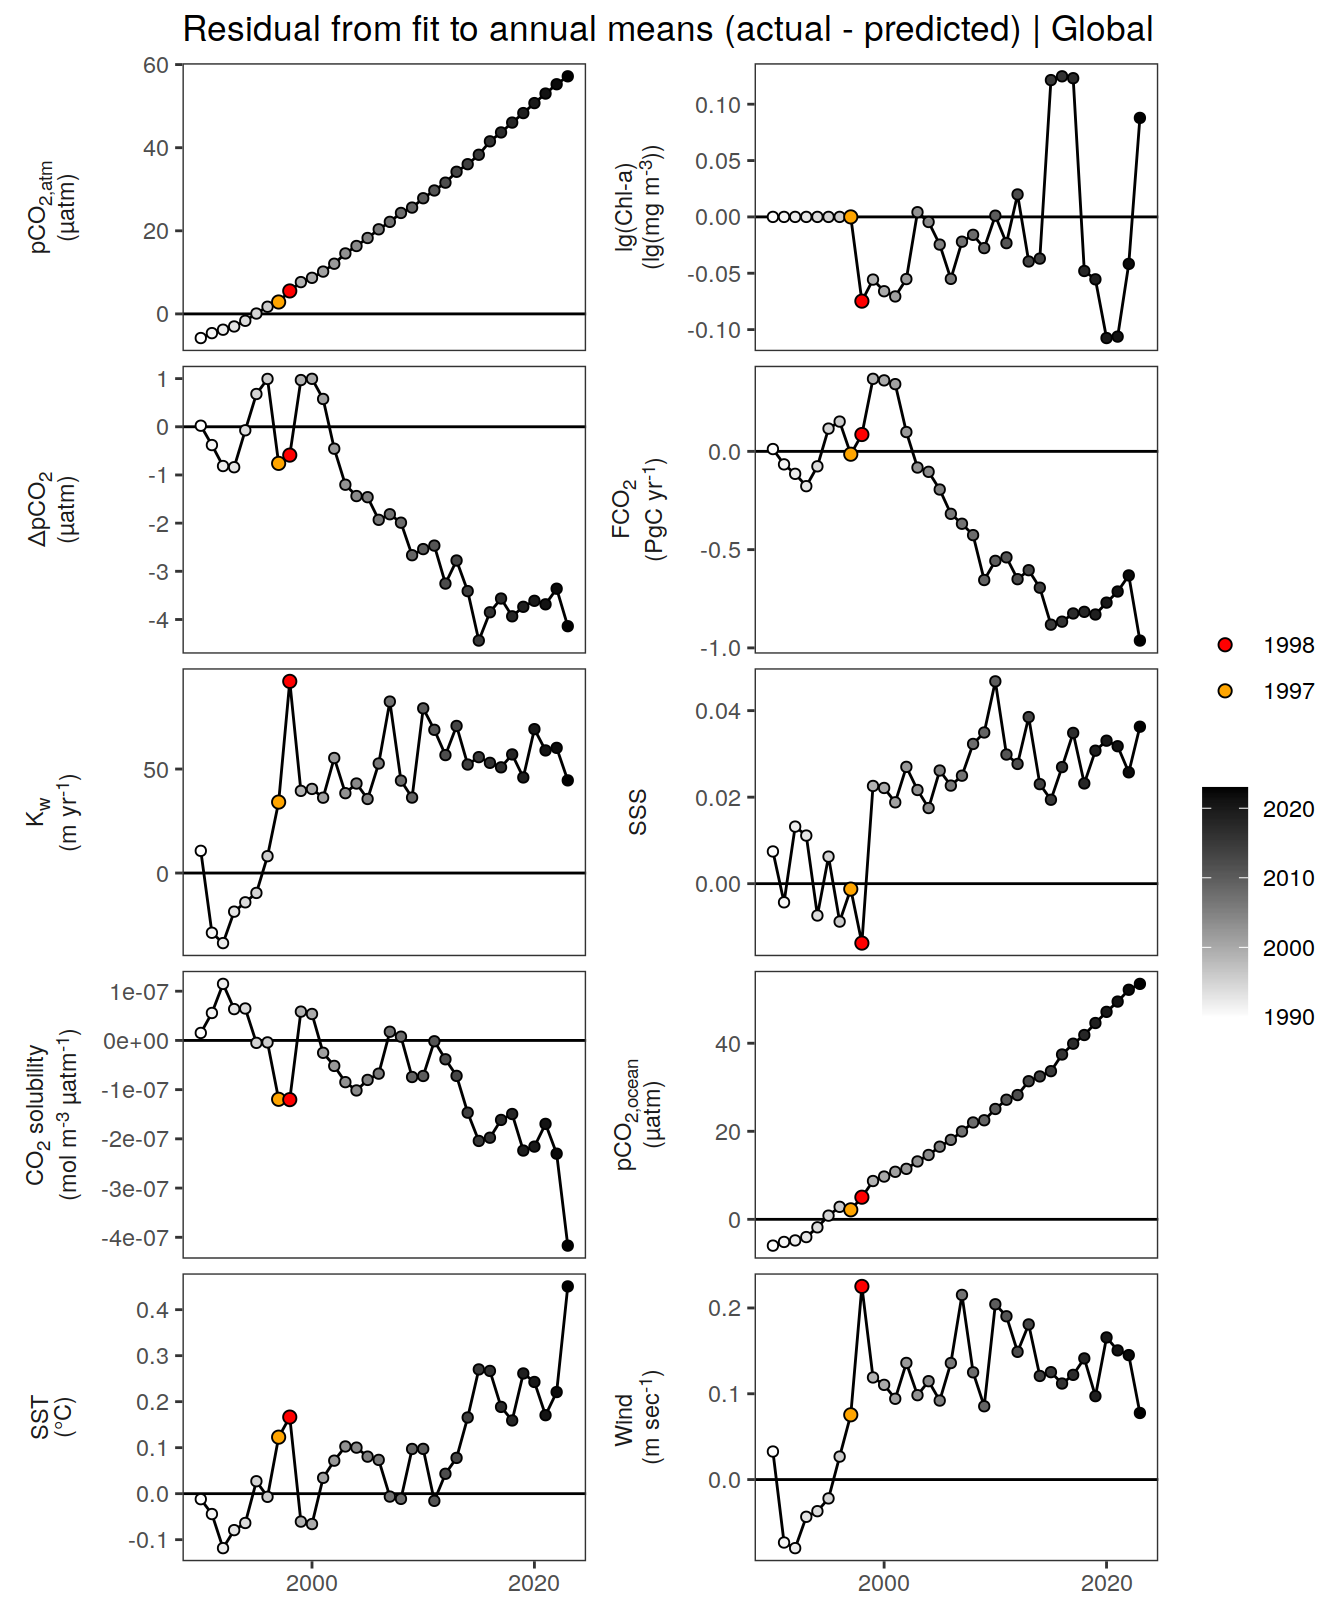 Residual from fit to annual means (actual - predicted) | Global
pCO2,atm
(µatm)
60
40
20
0
lg(Chl-a)
(lg(mg m-3))
0.10
0.05
0.00
-0.05
-0.10
ΔpCO2
(µatm)
1
0
-1
-2
-3
-4
FCO2
(PgC yr-1)
0.0
-0.5
-1.0
Kw
(m yr-1)
50
0
SSS
0.04
0.02
0.00
CO2 solubility
(mol m-3 µatm-1)
1e-07
0e+00
-1e-07
-2e-07
-3e-07
-4e-07
pCO2,ocean
(µatm)
40
20
0
SST
(°C)
0.4
0.3
0.2
0.1
0.0
-0.1
2000
2020
Wind
(m sec-1)
0.2
0.1
0.0
2000
2020
1998
1997
2020
2010
2000
1990